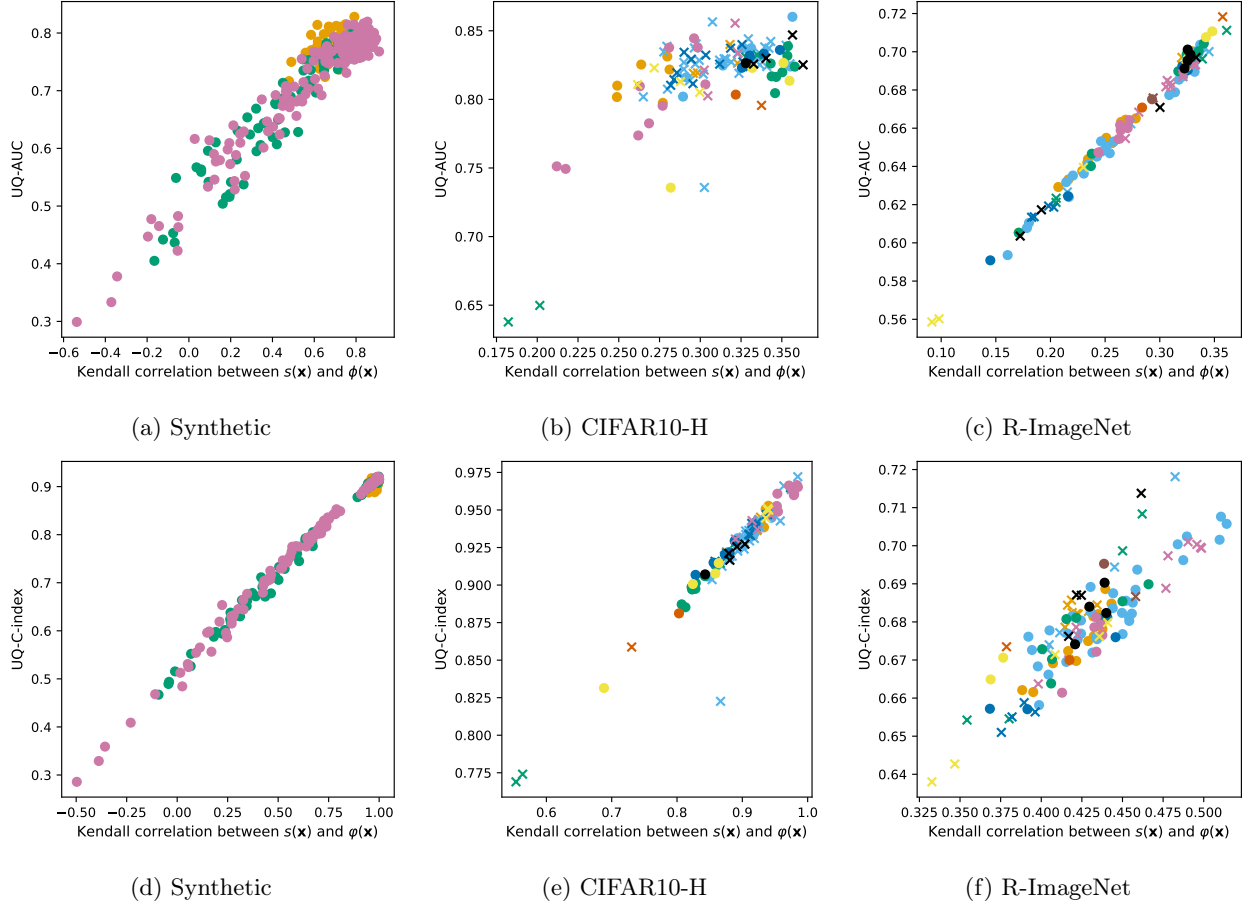 0.8
0.7
0.6
0.5
0.4
0.3
UQ-AUC
−0.6 −0.4 −0.2 0.0 0.2 0.4 0.6 0.8
Kendall correlation between s(x) and ϕ(x)
(a) Synthetic
0.85
0.80
0.75
0.70
0.65
UQ-AUC
0.175 0.200 0.225 0.250 0.275 0.300 0.325 0.350
Kendall correlation between s(x) and ϕ(x)
(b) CIFAR10-H
0.72
0.70
0.68
0.66
0.64
0.62
0.60
0.58
0.56
UQ-AUC
0.10 0.15 0.20 0.25 0.30 0.35
Kendall correlation between s(x) and ϕ(x)
(c) R-ImageNet
0.9
0.8
0.7
0.6
0.5
0.4
0.3
UQ-C-index
−0.50 −0.25 0.00 0.25 0.50 0.75 1.00
Kendall correlation between s(x) and φ(x)
(d) Synthetic
0.975
0.950
0.925
0.900
0.875
0.850
0.825
0.800
0.775
UQ-C-index
0.6 0.7 0.8 0.9 1.0
Kendall correlation between s(x) and φ(x)
(e) CIFAR10-H
0.72
0.71
0.70
0.69
0.68
0.67
0.66
0.65
0.64
UQ-C-index
0.325 0.350 0.375 0.400 0.425 0.450 0.475 0.500
Kendall correlation between s(x) and φ(x)
(f) R-ImageNet